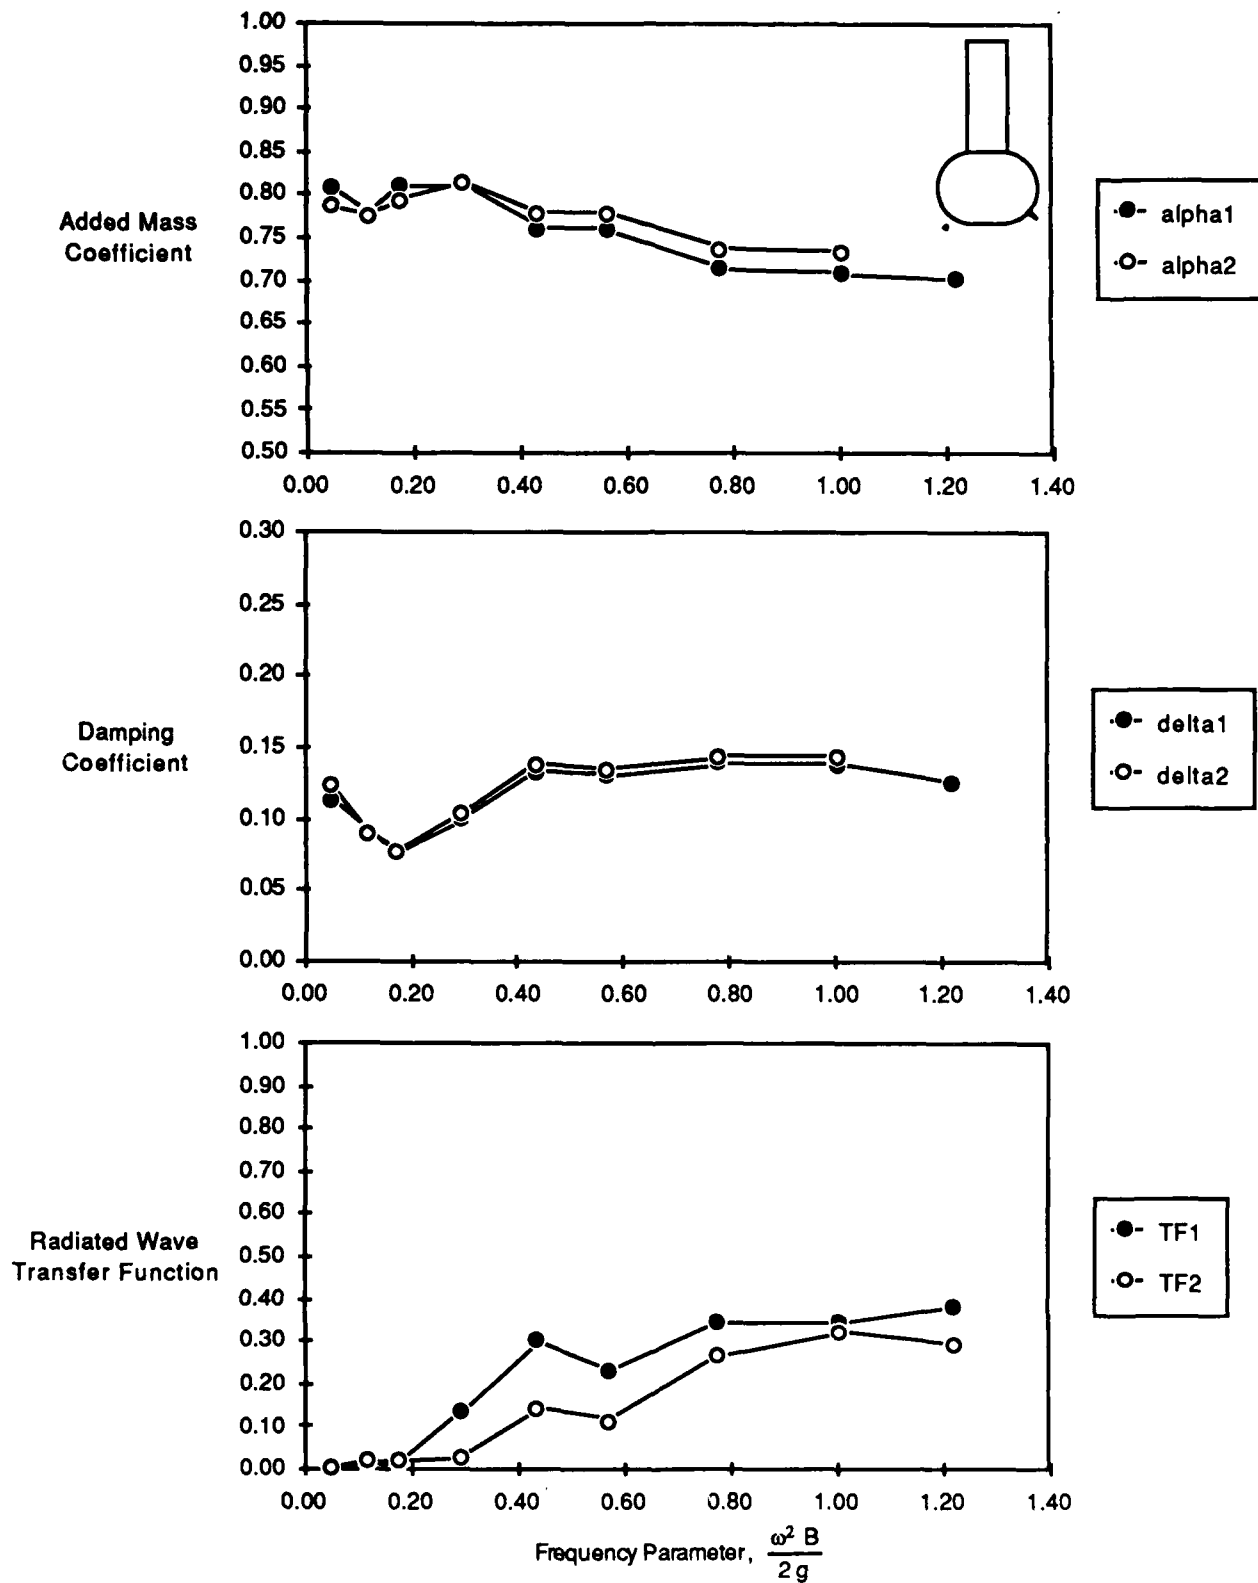 1.00
0.95
0.90
0.85
0.80
0.75
0.70
0.65
0.60
0.55
0.50
Added Mass
Coefficient
0.00 0.20 0.40 0.60 0.80 1.00 1.20 1.40
alpha1
alpha2
0.30
0.25
0.20
0.15
0.10
0.05
0.00
Damping
Coefficient
0.00 0.20 0.40 0.60 0.80 1.00 1.20 1.40
delta1
delta2
1.00
0.90
0.80
0.70
0.60
0.50
0.40
0.30
0.20
0.10
0.00
Radiated Wave
Transfer Function
0.00 0.20 0.40 0.60 0.80 1.00 1.20 1.40
TF1
TF2
Frequency Parameter, ω² B
2 g